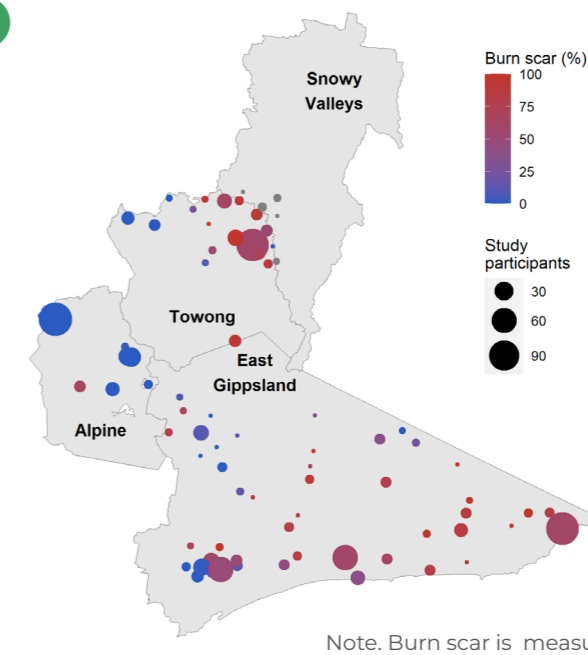 Burn scar (%)
100
75
50
25
0
Study
participants
30
60
90
Snowy
Valleys
Towong
East
Gippsland
Alpine
Note. Burn scar is measu